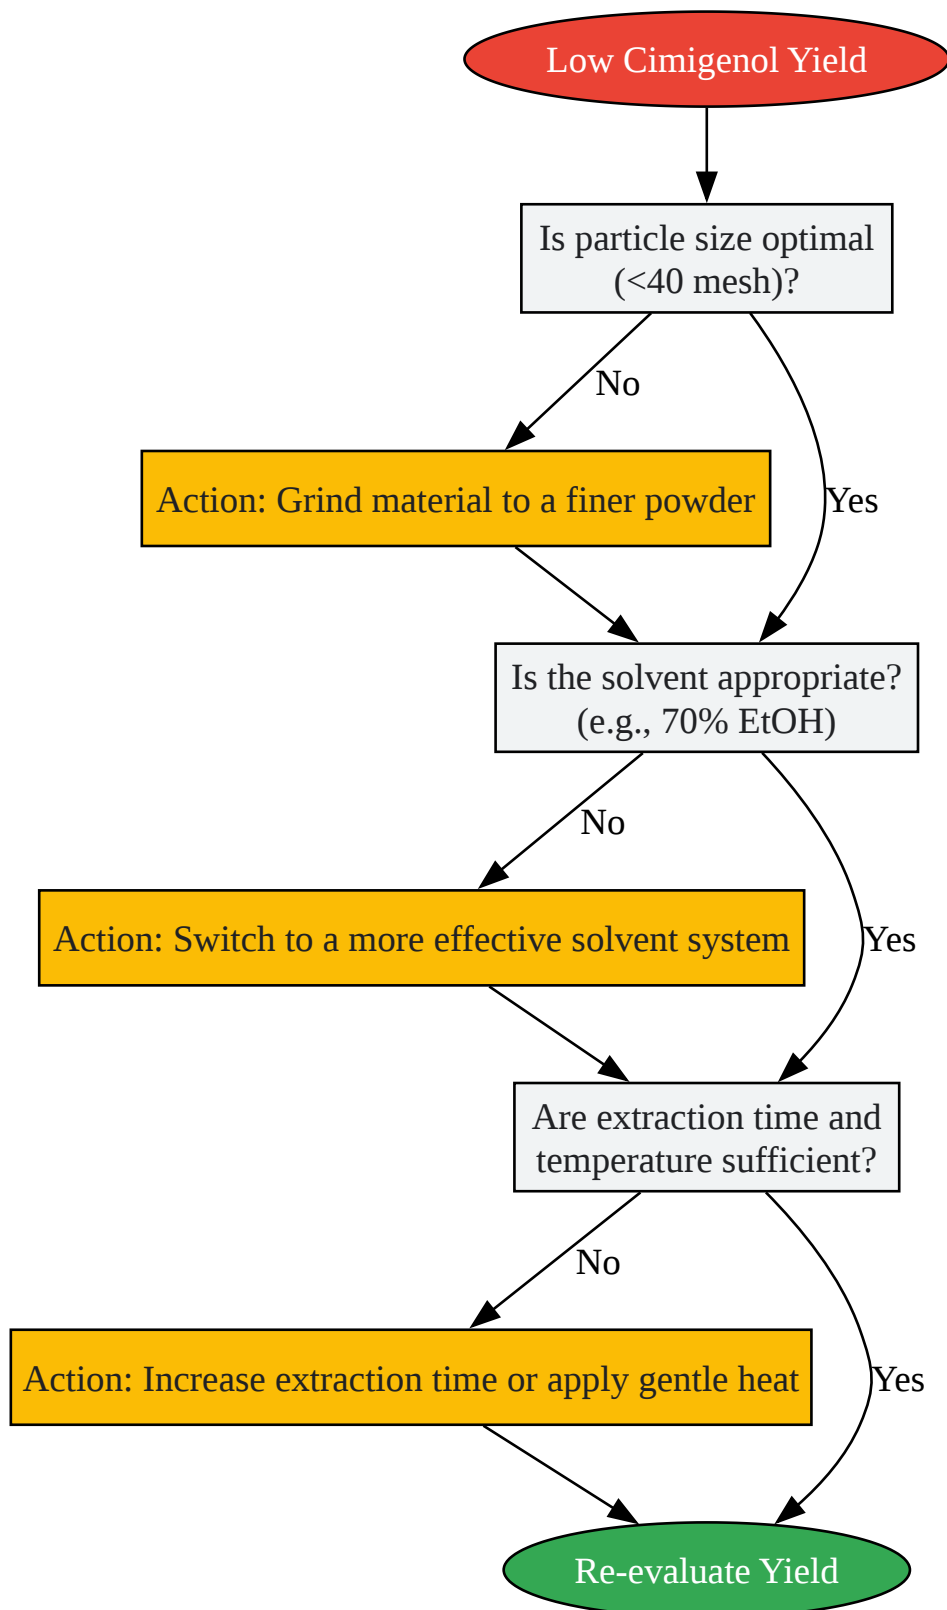 Low Cimigenol Yield
Is particle size optimal
(<40 mesh)?
No
Action: Grind material to a finer powder
Yes
Is the solvent appropriate?
(e.g., 70% EtOH)
No
Action: Switch to a more effective solvent system
Yes
Are extraction time and
temperature sufficient?
No
Action: Increase extraction time or apply gentle heat
Yes
Re-evaluate Yield